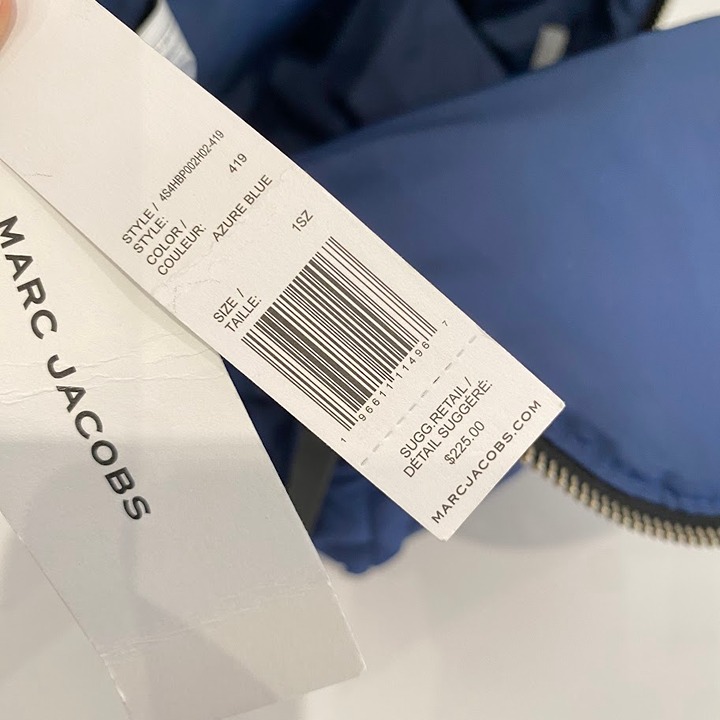 MARC JACOBS
STYLE / 4S4HBP002H02-419
STYLE:
COLOR / 419
COULEUR: AZURE BLUE
SIZE / 1SZ
TAILLE:
1 96611 11496 7
SUGG.RETAIL /
DÉTAIL SUGGÉRÉ:
$225.00
MARCJACOBS.COM